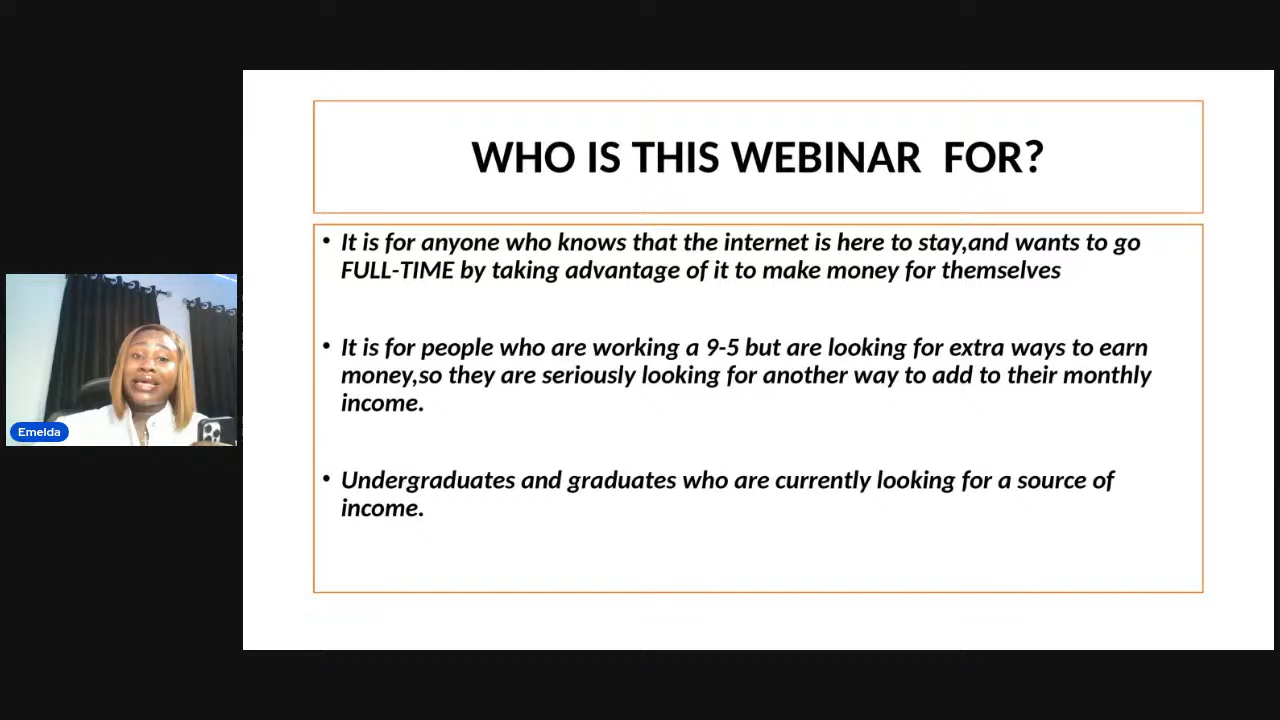 WHO IS THIS WEBINAR  FOR?
• It is for anyone who knows that the internet is here to stay,and wants to go
FULL-TIME by taking advantage of it to make money for themselves
• It is for people who are working a 9-5 but are looking for extra ways to earn
money,so they are seriously looking for another way to add to their monthly
income.
• Undergraduates and graduates who are currently looking for a source of
income.
Emelda